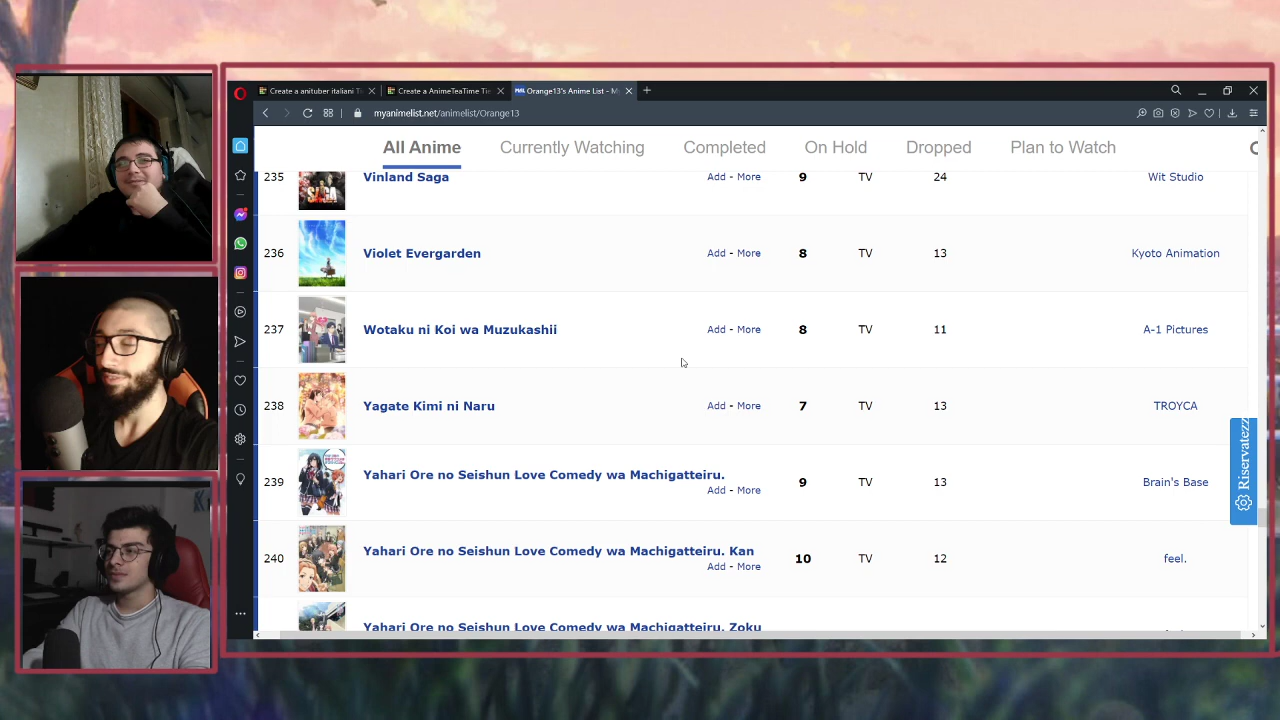 Create a anituber italiani Ti
Create a AnimeTeaTime Tie
MAL Orange13's Anime List - My
myanimelist.net/animelist/Orange13
All Anime Currently Watching Completed On Hold Dropped Plan to Watch
235 Vinland Saga Add - More 9 TV 24 Wit Studio
SAGA
236 Violet Evergarden Add - More 8 TV 13 Kyoto Animation
237 Wotaku ni Koi wa Muzukashii Add - More 8 TV 11 A-1 Pictures
238 Yagate Kimi ni Naru Add - More 7 TV 13 TROYCA
239 Yahari Ore no Seishun Love Comedy wa Machigatteiru. 9 TV 13 Brain's Base
Add - More
240 Yahari Ore no Seishun Love Comedy wa Machigatteiru. Kan 10 TV 12 feel.
Add - More
Yahari Ore no Seishun Love Comedy wa Machigatteiru. Zoku
Riservatezz